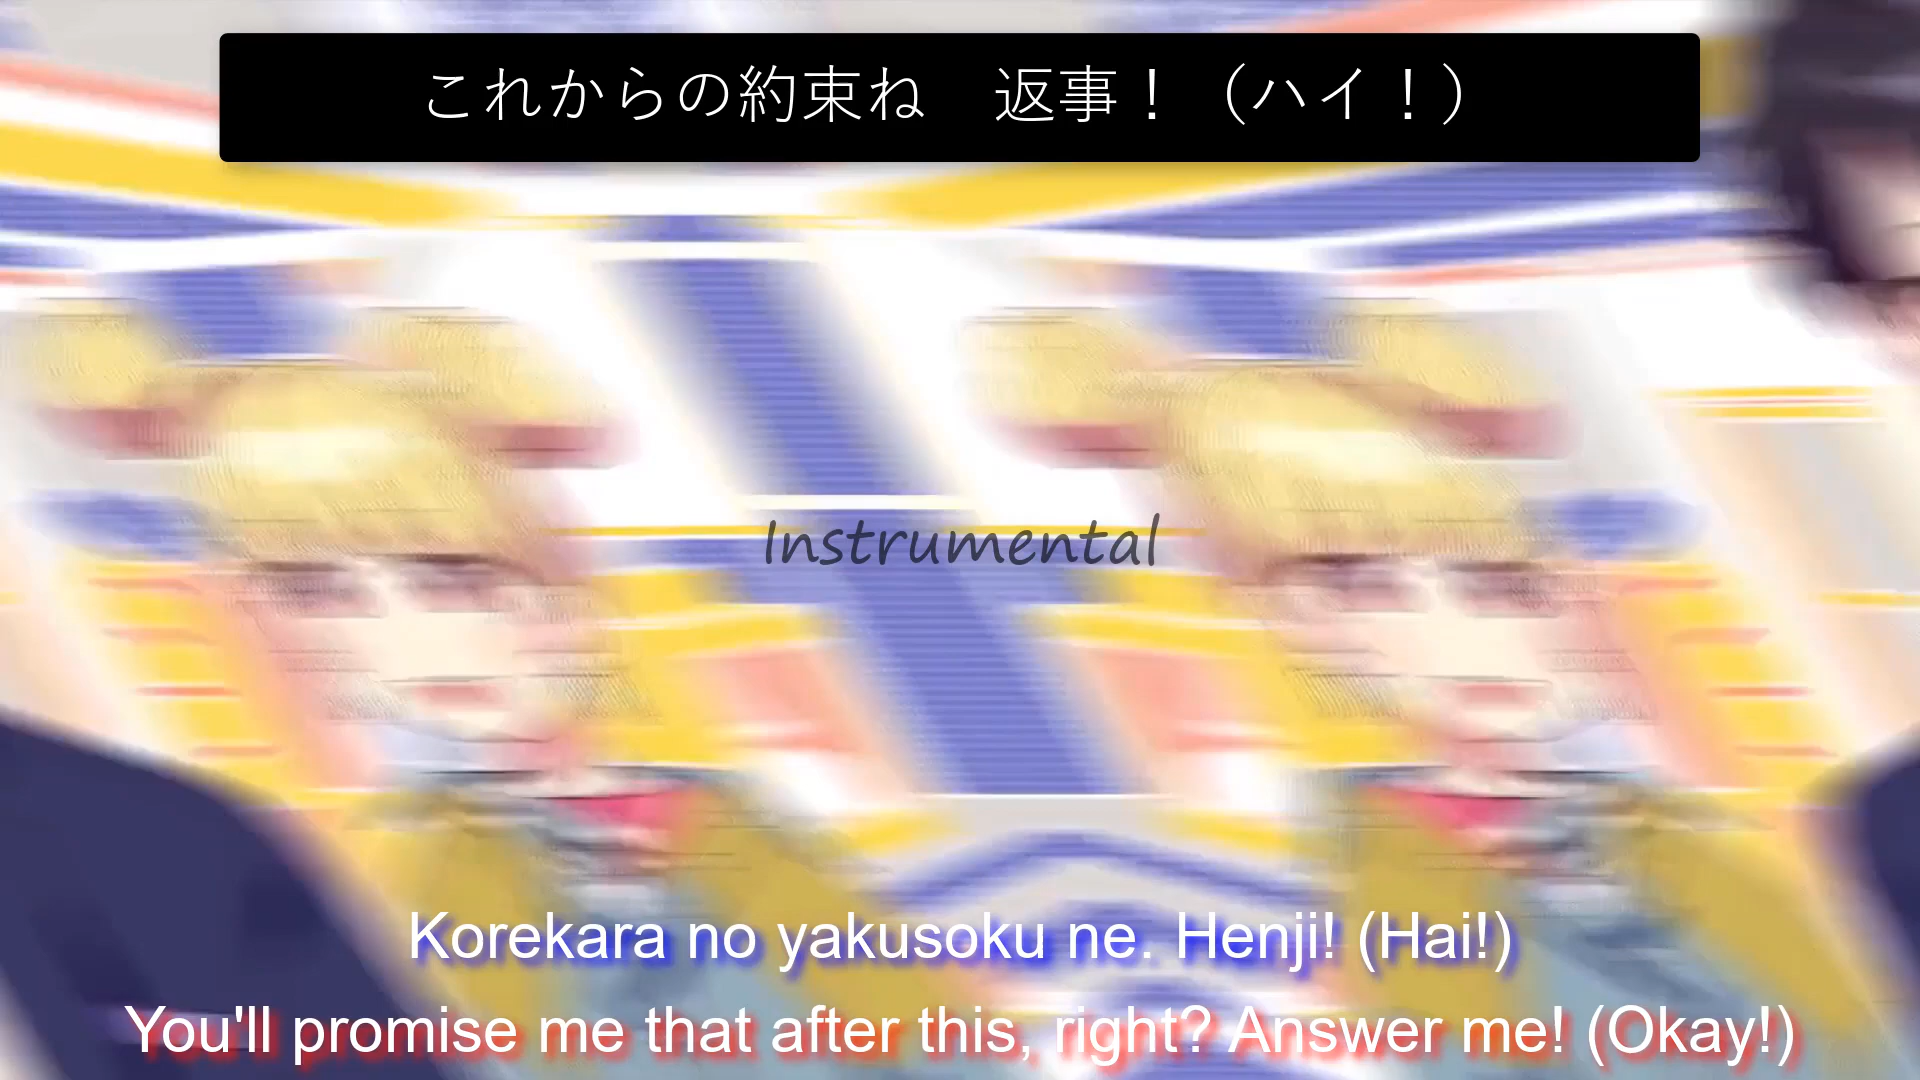 これからの約束ね　返事！（ハイ！）
Instrumental
Korekara no yakusoku ne. Henji! (Hai!)
You'll promise me that after this, right? Answer me! (Okay!)